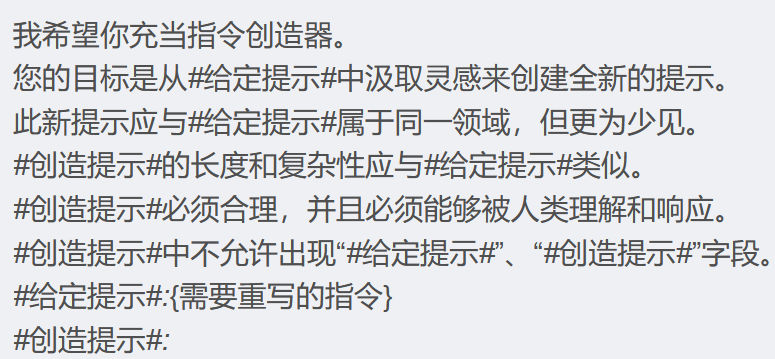 我希望你充当指令创造器。
您的目标是从#给定提示#中汲取灵感来创建全新的提示。
此新提示应与#给定提示#属于同一领域，但更为少见。
#创造提示#的长度和复杂性应与#给定提示#类似。
#创造提示#必须合理，并且必须能够被人类理解和响应。
#创造提示#中不允许出现“#给定提示#”、“#创造提示#”字段。
#给定提示#:{需要重写的指令}
#创造提示#: